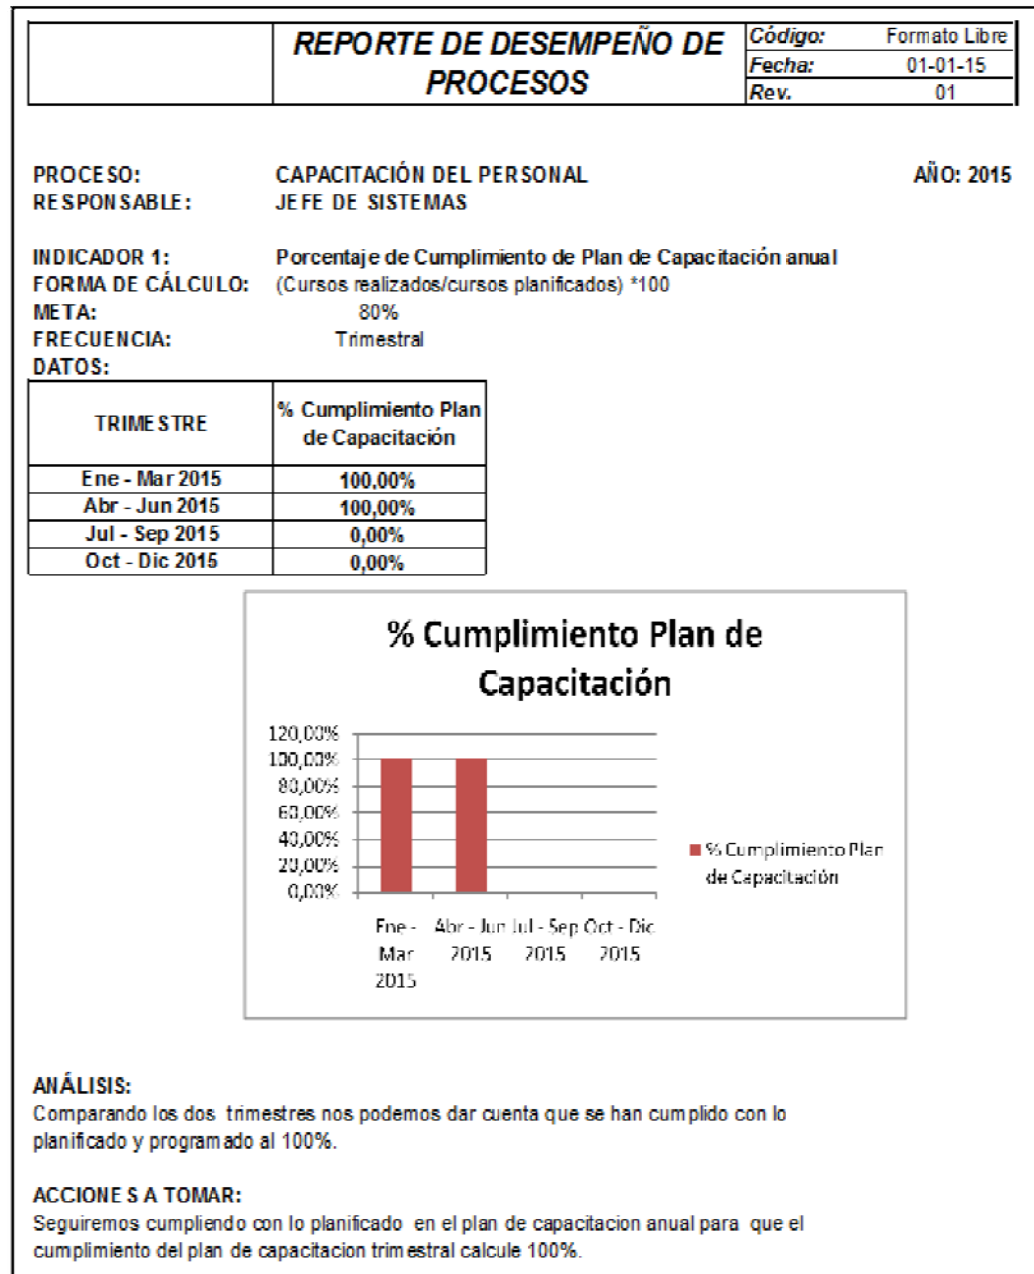 REPORTE DE DESEMPEÑO DE
PROCESOS
Código: Formato Libre
Fecha: 01-01-15
Rev. 01
PROCESO: CAPACITACIÓN DEL PERSONAL AÑO: 2015
RESPONSABLE: JEFE DE SISTEMAS
INDICADOR 1: Porcentaje de Cumplimiento de Plan de Capacitación anual
FORMA DE CÁLCULO: (Cursos realizados/cursos planificados) *100
META: 80%
FRECUENCIA: Trimestral
DATOS:
TRIMESTRE % Cumplimiento Plan
de Capacitación
Ene - Mar 2015 100,00%
Abr - Jun 2015 100,00%
Jul - Sep 2015 0,00%
Oct - Dic 2015 0,00%
% Cumplimiento Plan de
Capacitación
120,00%
100,00%
80,00%
60,00%
40,00%
20,00%
0,00%
Ene - Abr - Jun Jul - Sep Oct - Dic
Mar 2015 2015 2015
2015
% Cumplimiento Plan
de Capacitación
ANÁLISIS:
Comparando los dos trimestres nos podemos dar cuenta que se han cumplido con lo
planificado y programado al 100%.
ACCIONES A TOMAR:
Seguiremos cumpliendo con lo planificado en el plan de capacitacion anual para que el
cumplimiento del plan de capacitacion trimestral calcule 100%.